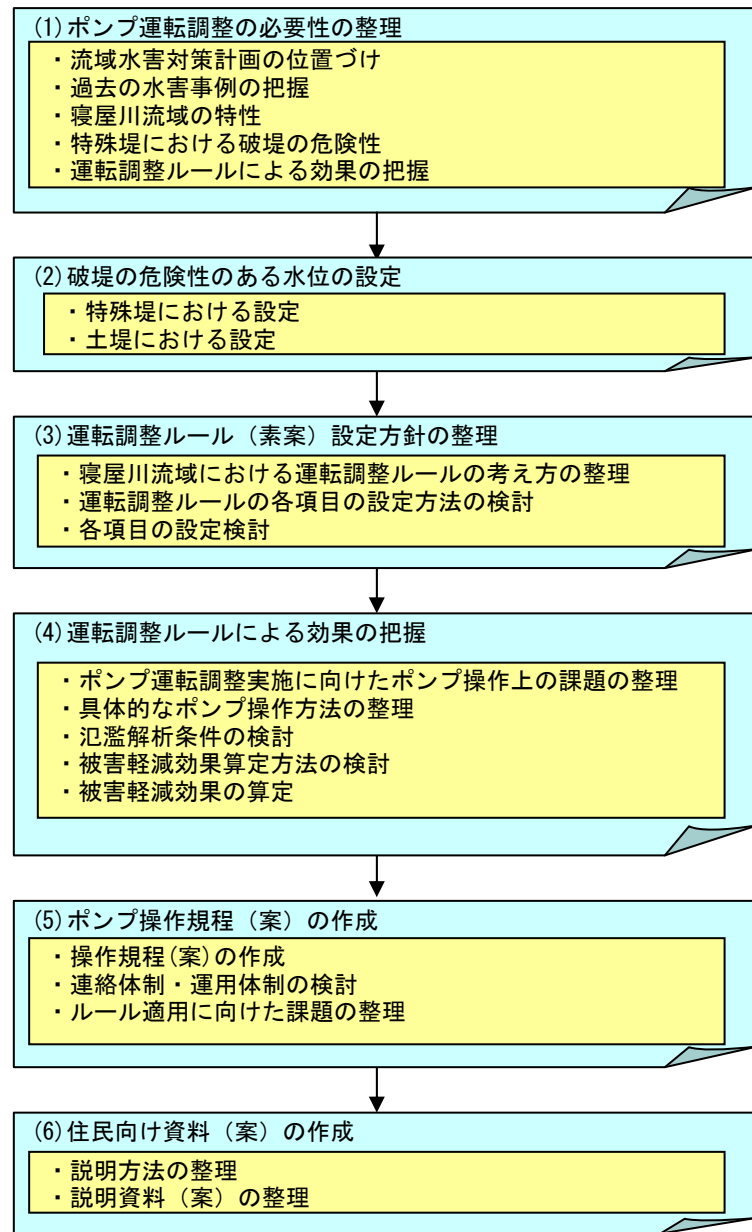 (1)ポンプ運転調整の必要性の整理
・流域水害対策計画の位置づけ
・過去の水害事例の把握
・寝屋川流域の特性
・特殊堤における破堤の危険性
・運転調整ルールによる効果の把握
(2)破堤の危険性のある水位の設定
・特殊堤における設定
・土堤における設定
(3)運転調整ルール（素案）設定方針の整理
・寝屋川流域における運転調整ルールの考え方の整理
・運転調整ルールの各項目の設定方法の検討
・各項目の設定検討
(4)運転調整ルールによる効果の把握
・ポンプ運転調整実施に向けたポンプ操作上の課題の整理
・具体的なポンプ操作方法の整理
・氾濫解析条件の検討
・被害軽減効果算定方法の検討
・被害軽減効果の算定
(5)ポンプ操作規程（案）の作成
・操作規程(案)の作成
・連絡体制・運用体制の検討
・ルール適用に向けた課題の整理
(6)住民向け資料（案）の作成
・説明方法の整理
・説明資料（案）の整理